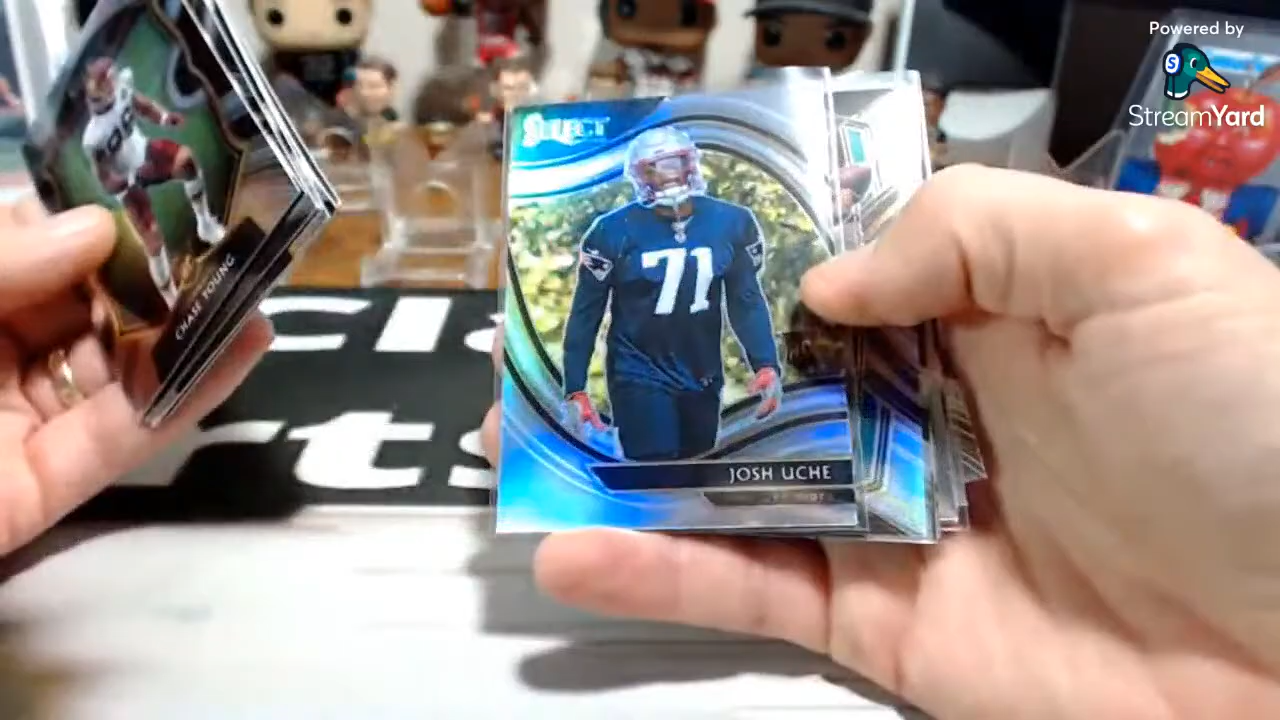 Powered by
StreamYard
SELECT
71
JOSH UCHE
CHASE YOUNG